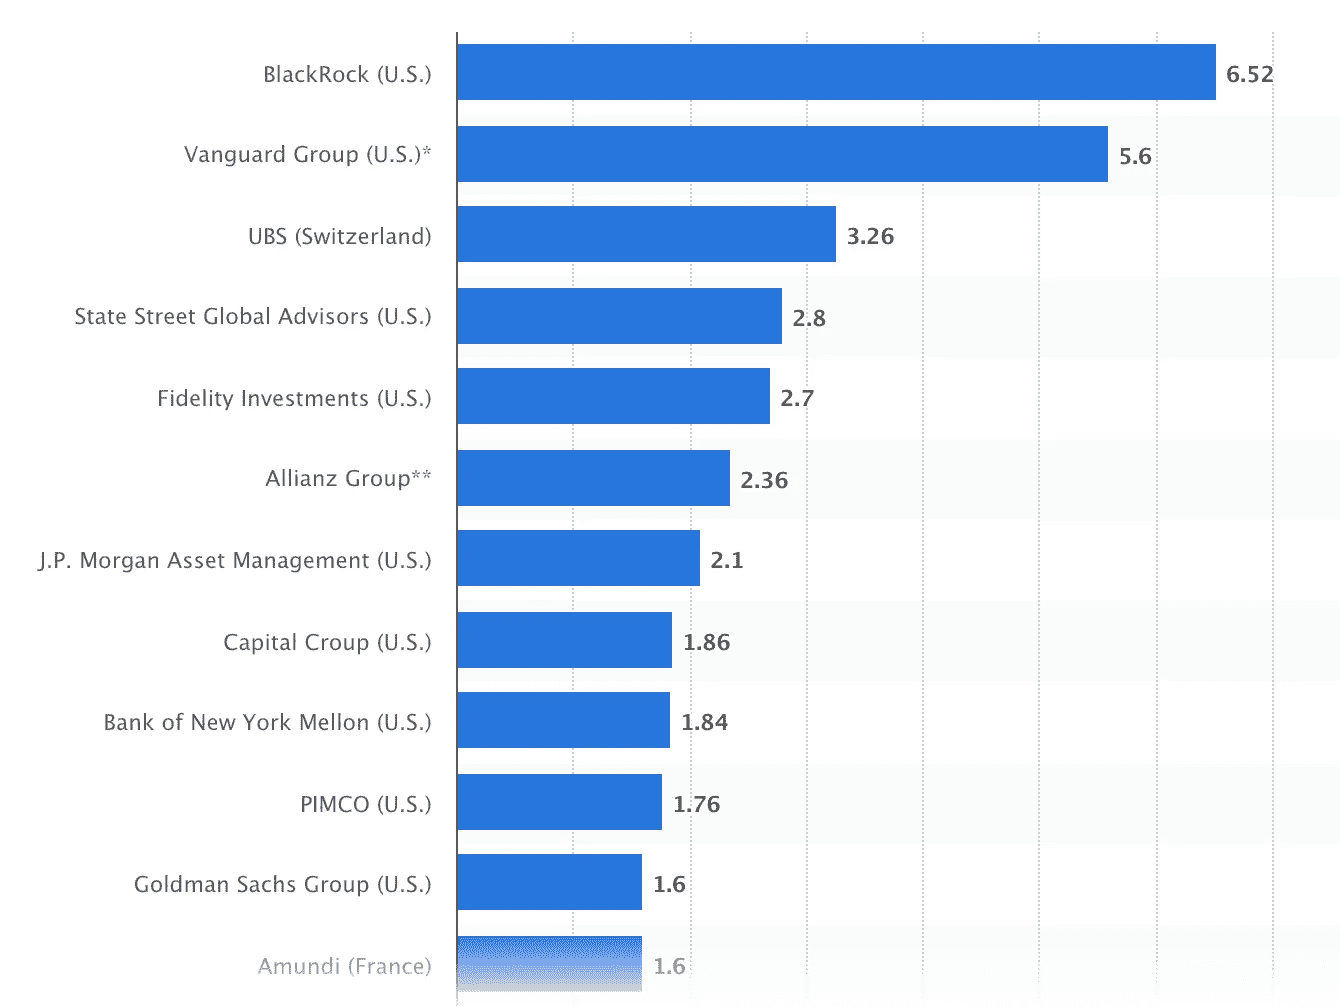 BlackRock (U.S.) 6.52
Vanguard Group (U.S.)* 5.6
UBS (Switzerland) 3.26
State Street Global Advisors (U.S.) 2.8
Fidelity Investments (U.S.) 2.7
Allianz Group** 2.36
J.P. Morgan Asset Management (U.S.) 2.1
Capital Croup (U.S.) 1.86
Bank of New York Mellon (U.S.) 1.84
PIMCO (U.S.) 1.76
Goldman Sachs Group (U.S.) 1.6
Amundi (France) 1.6